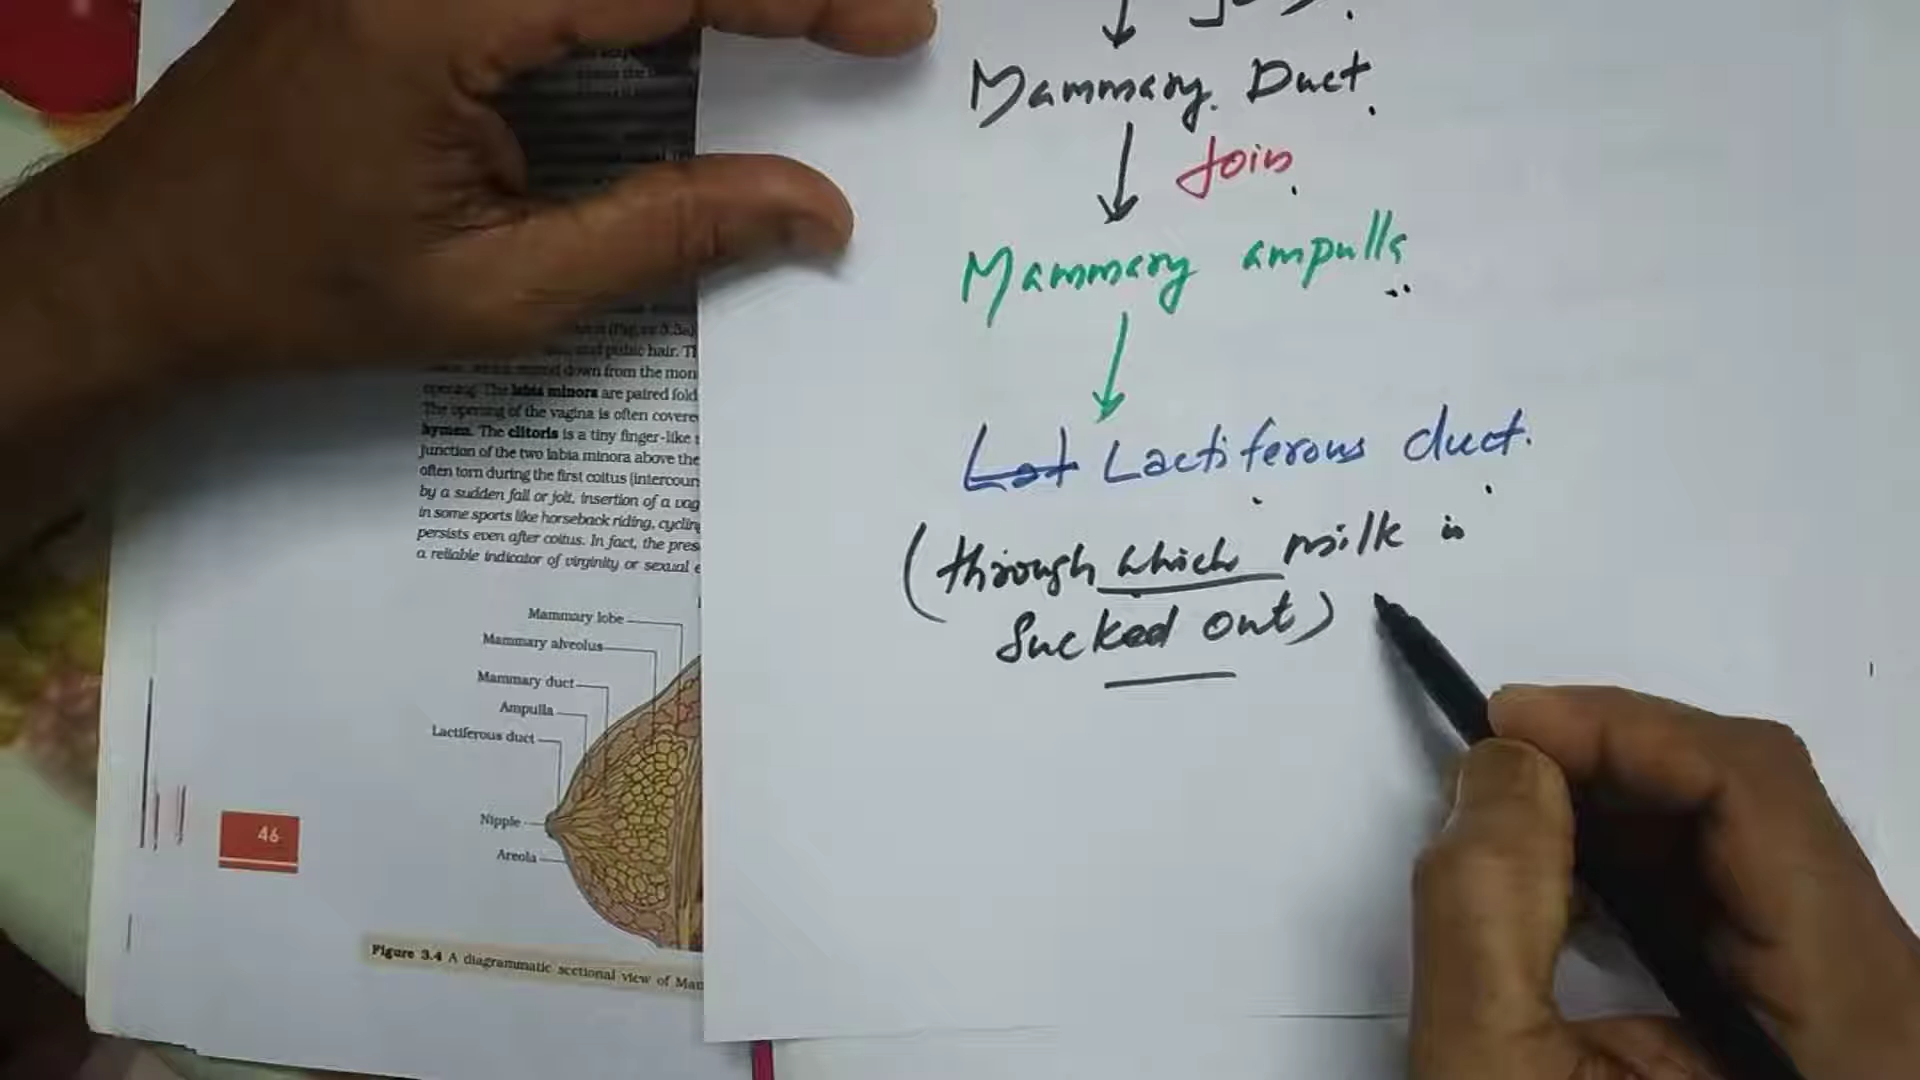 Mammary Duct.
Join
Mammary ampulla
Lactiferous duct.
(through which milk is
Sucked out)
and pubic hair. Th
down from the mon
opening. The labia minora are paired fold
The opening of the vagina is often covere
hymen. The clitoris is a tiny finger-like
junction of the two labia minora above the
often torn during the first coitus (intercour
by a sudden fall or jolt, insertion of a vag
in some sports like horseback riding, cyclin
persists even after coitus. In fact, the pres
a reliable indicator of virginity or sexual e
Mammary lobe
Mammary alveolus
Mammary duct
Ampulla
Lactiferous duct
Nipple
Areola
46
Figure 3.4 A diagrammatic sectional view of Mam